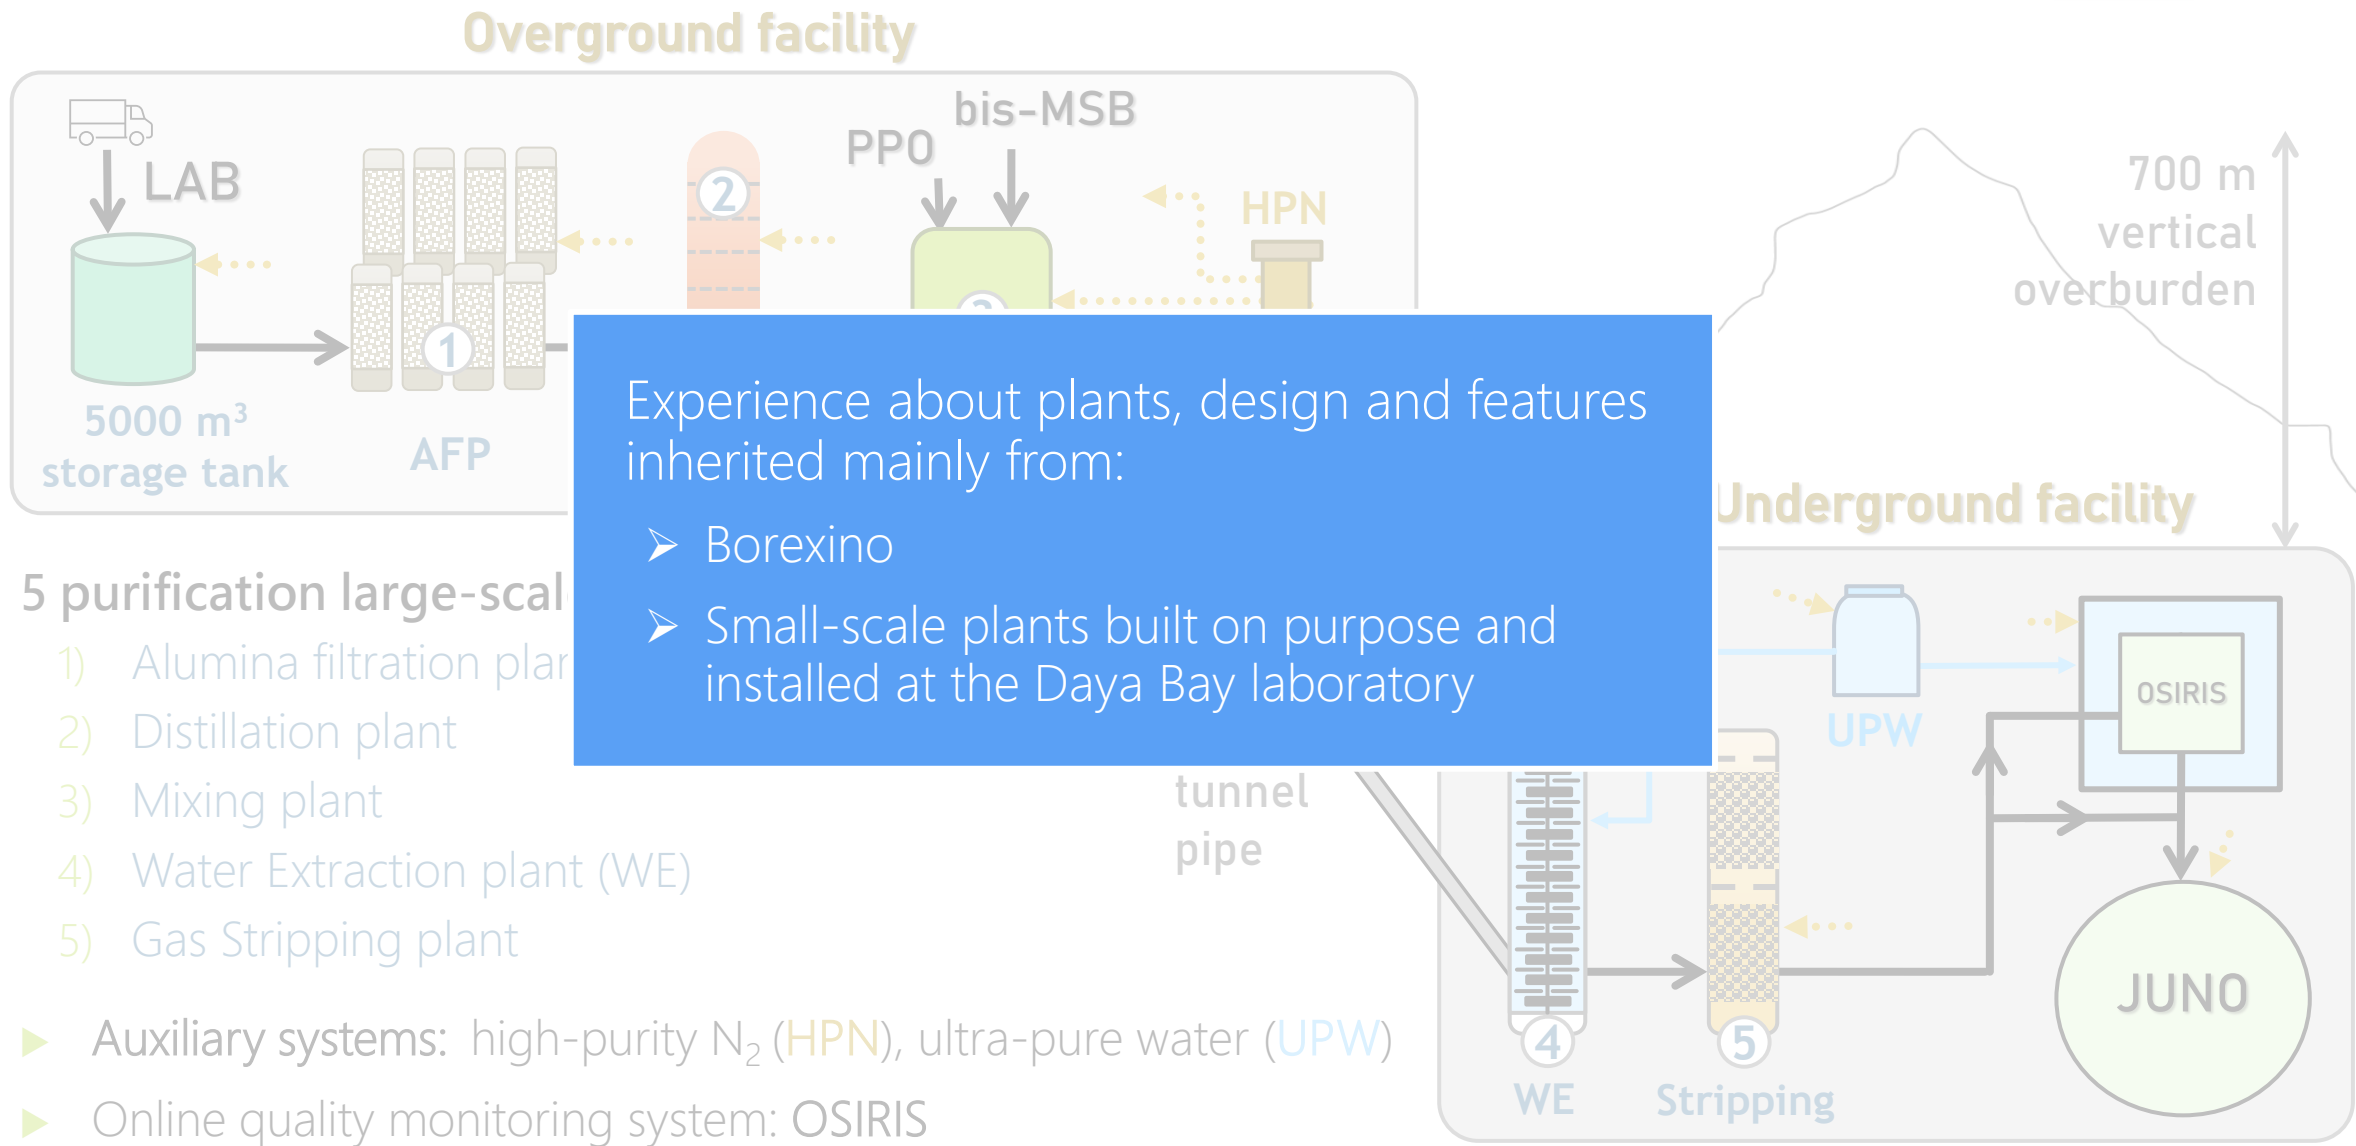 Overground facility
bis-MSB
PPO
LAB
HPN
2
1
5000 m³
storage tank
AFP
700 m
vertical
overburden
Experience about plants, design and features
inherited mainly from:
➢ Borexino
➢ Small-scale plants built on purpose and
installed at the Daya Bay laboratory
Underground facility
5 purification
1) Alumina filtration
2) Distillation plant
3) Mixing plant
4) Water Extraction plant (WE)
5) Gas Stripping plant
▶ Auxiliary systems: high-purity N₂ (HPN), ultra-pure water (UPW)
▶ Online quality monitoring system: OSIRIS
tunnel
pipe
UPW
OSIRIS
JUNO
4
WE
5
Stripping